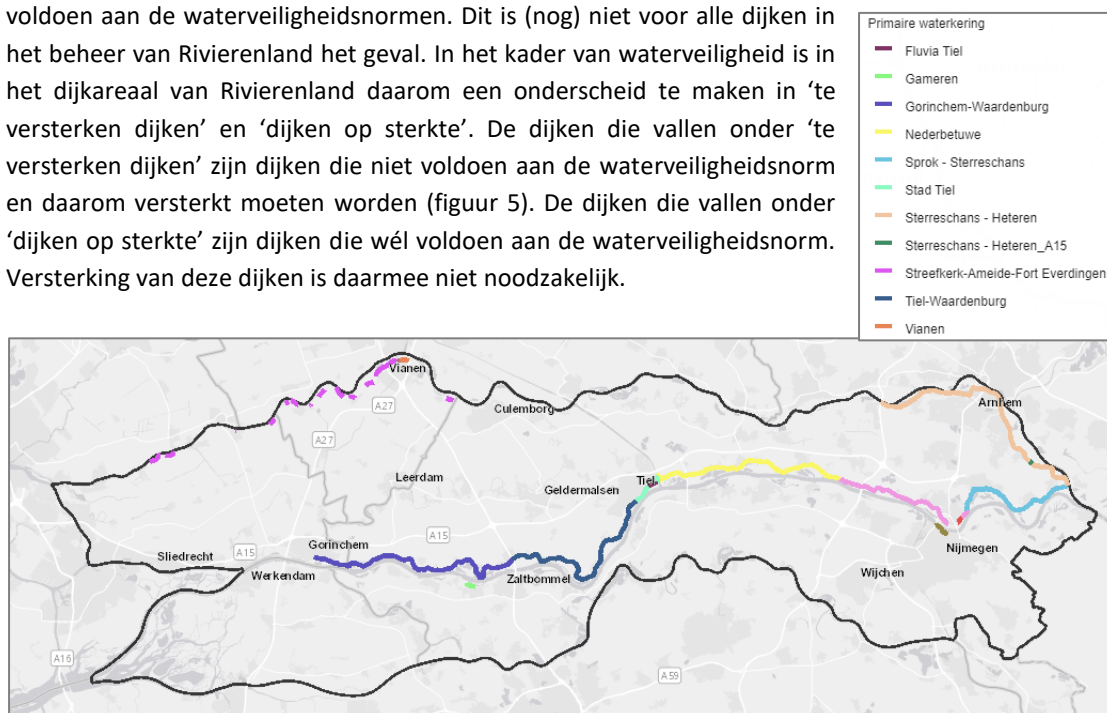 voldoen aan de waterveiligheidsnormen. Dit is (nog) niet voor alle dijken in
het beheer van Rivierenland het geval. In het kader van waterveiligheid is in
het dijkareaal van Rivierenland daarom een onderscheid te maken in ‘te
versterken dijken’ en ‘dijken op sterkte’. De dijken die vallen onder ‘te
versterken dijken’ zijn dijken die niet voldoen aan de waterveiligheidsnorm
en daarom versterkt moeten worden (figuur 5). De dijken die vallen onder
‘dijken op sterkte’ zijn dijken die wél voldoen aan de waterveiligheidsnorm.
Versterking van deze dijken is daarmee niet noodzakelijk.
Primaire waterkering
Fluvia Tiel
Gameren
Gorinchem-Waardenburg
Nederbetuwe
Sprok - Sterreschans
Stad Tiel
Sterreschans - Heteren
Sterreschans - Heteren_A15
Streefkerk-Ameide-Fort Everdingen
Tiel-Waardenburg
Vianen
Vianen
A27
Culemborg
Arnhem
A27
Leerdam
Tiel
Geldermalsen
A15
Gorinchem
Sliedrecht
A15
Nijmegen
Werkendam
Zaltbommel
Wijchen
A16
A59